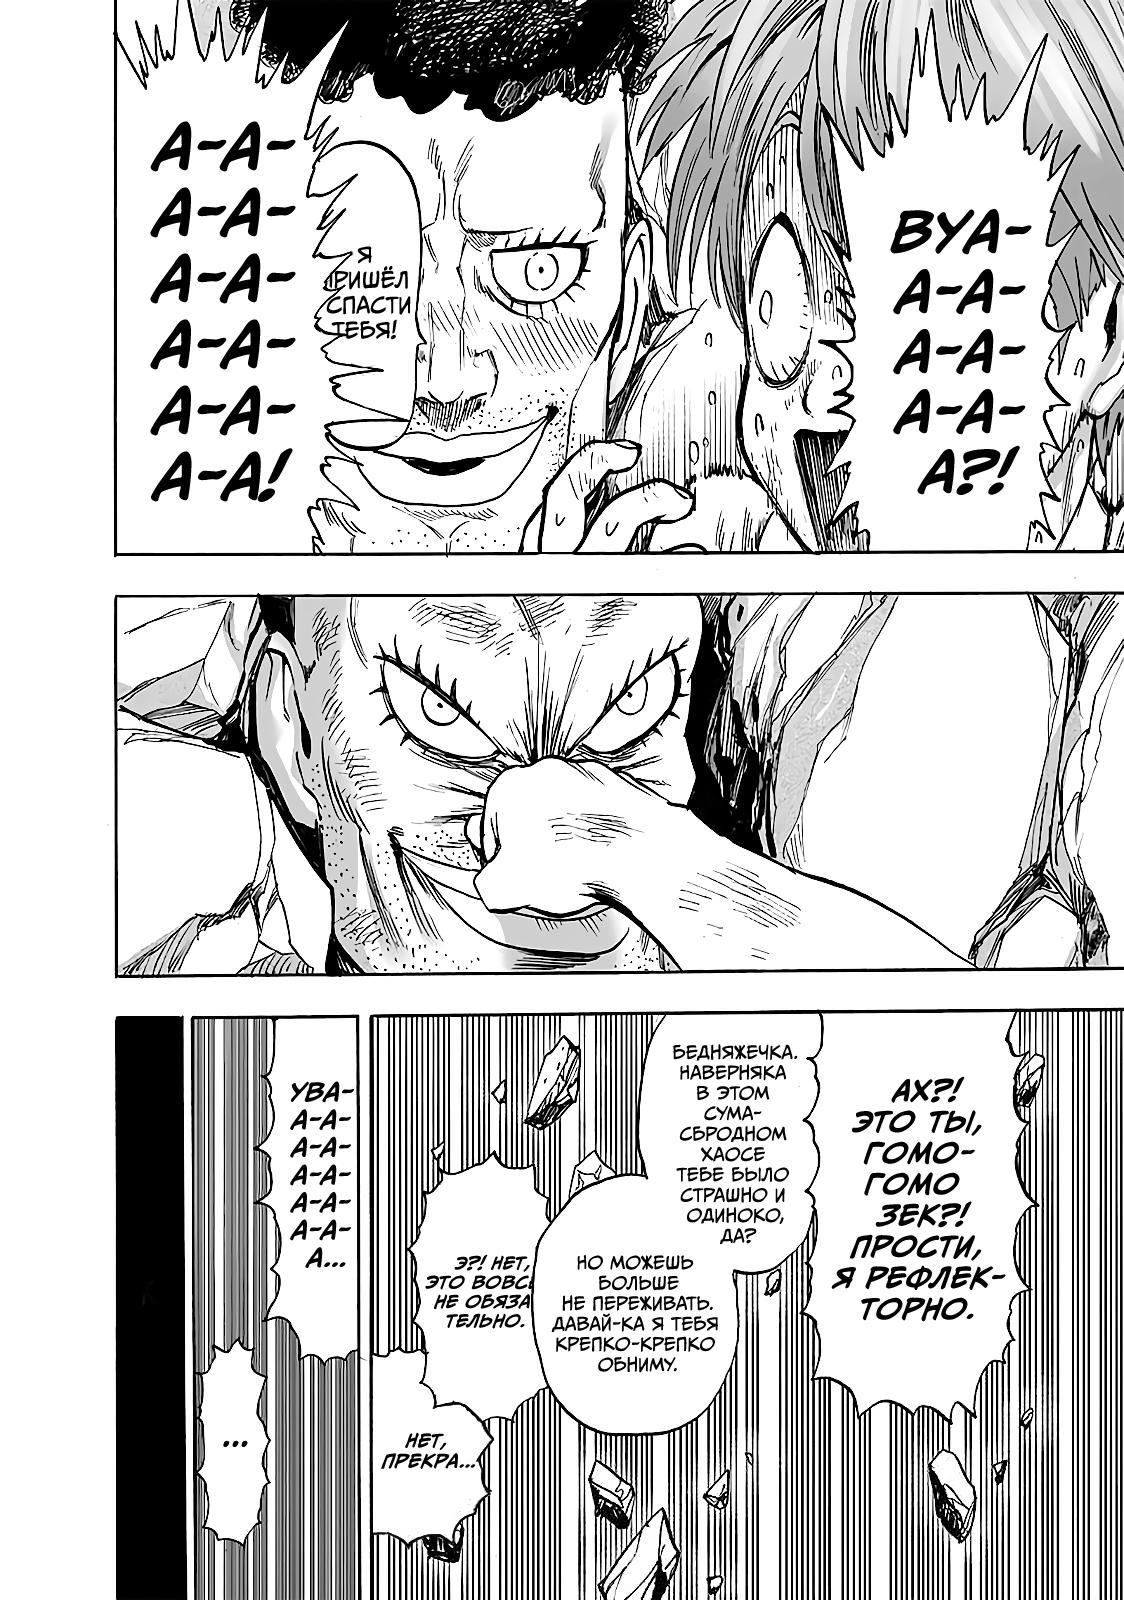 ВУА-
А-А-
А-А-
А-А-
А?!
Я
ПРИШЁЛ
СПАСТИ
ТЕБЯ!
А-А-
А-А-
А-А-
А-А-
А-А-
А-А!
АХ?!
ЭТО ТЫ,
ГОМО-
ГОМО
ЗЕК?!
ПРОСТИ,
Я РЕФЛЕК-
ТОРНО.
БЕДНЯЖЕЧКА.
НАВЕРНЯКА
В ЭТОМ
СУМА-
СБРОДНОМ
ХАОСЕ
ТЕБЕ БЫЛО
СТРАШНО И
ОДИНОКО,
ДА?
НО МОЖЕШЬ
БОЛЬШЕ
НЕ ПЕРЕЖИВАТЬ.
ДАВАЙ-КА Я ТЕБЯ
КРЕПКО-КРЕПКО
ОБНИМУ.
Э?! НЕТ,
ЭТО ВОВС
НЕ ОБЯЗА
ТЕЛЬНО.
НЕТ,
ПРЕКРА...
УВА-
А-А-
А-А-
А-А-
А-А-
А-А-
А...
...